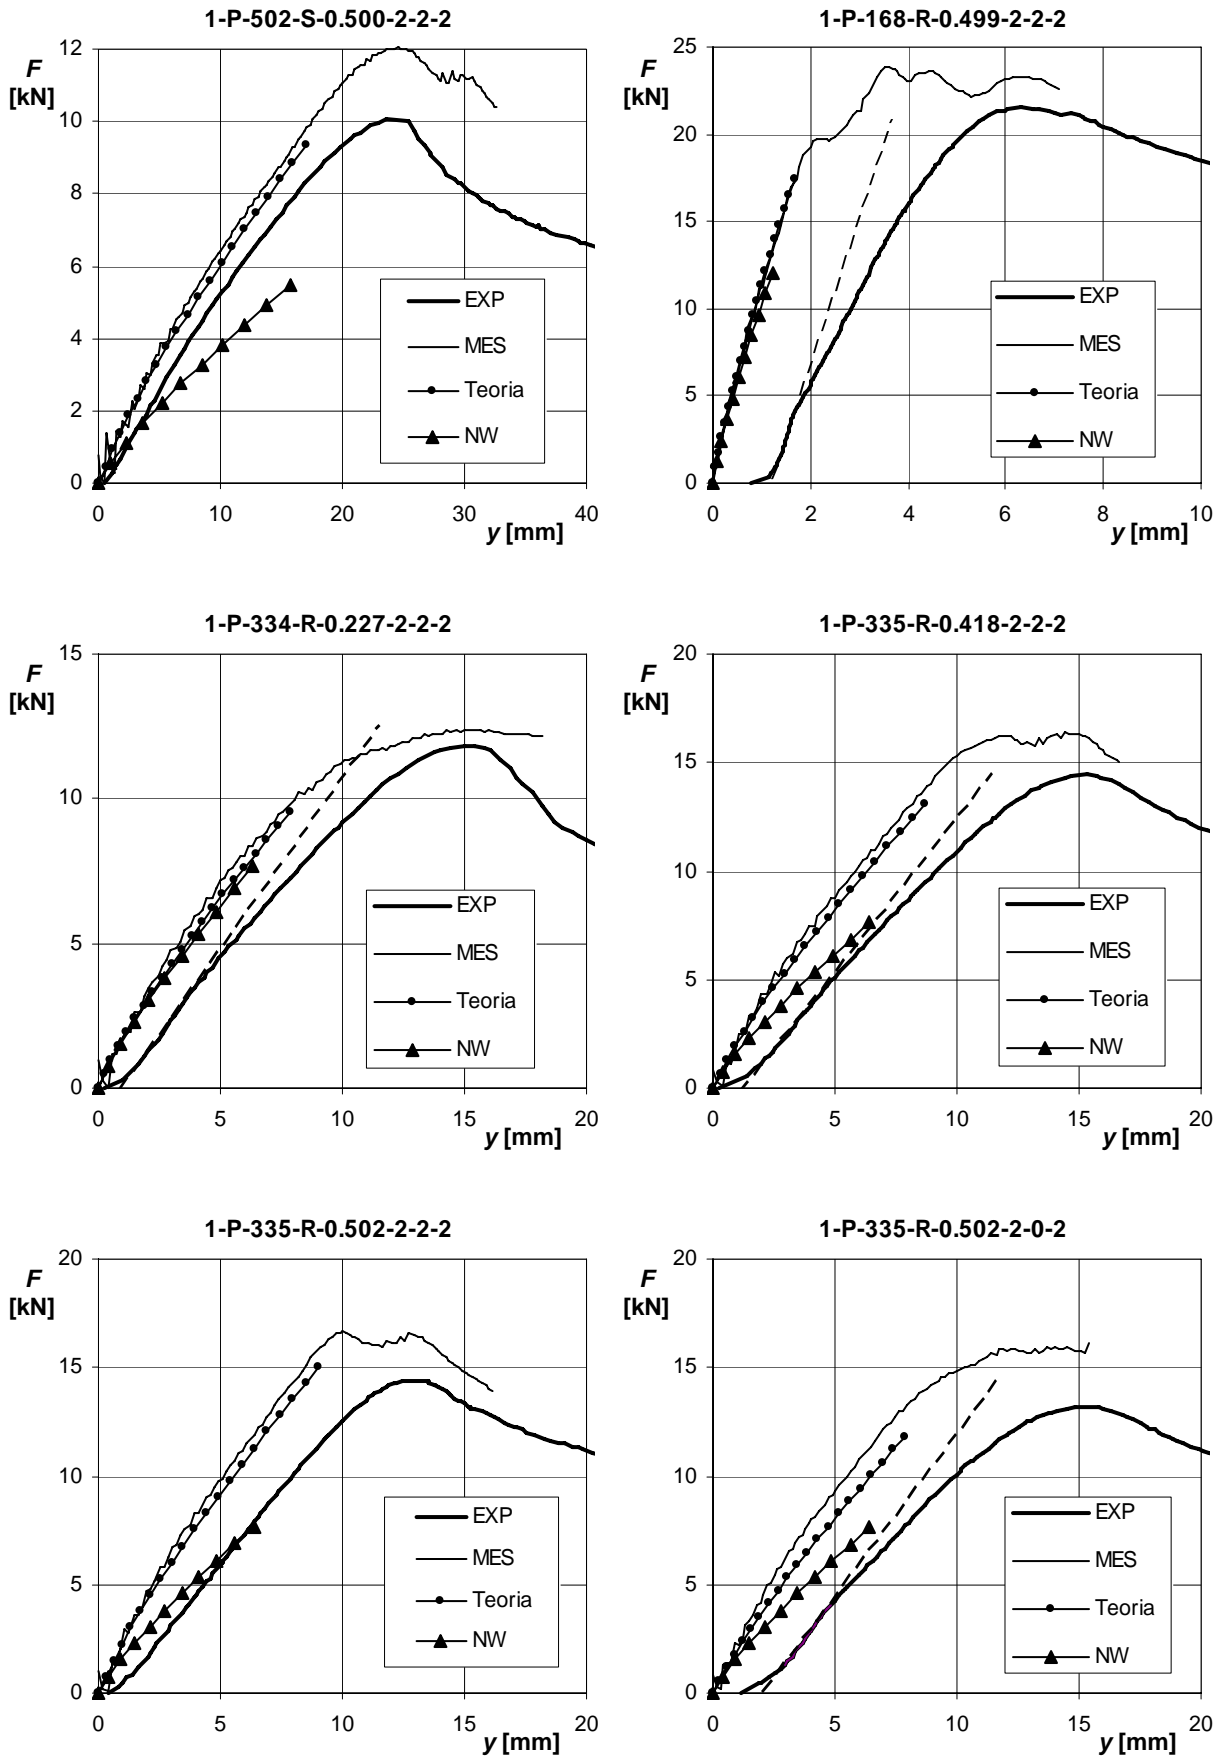 1-P-502-S-0.500-2-2-2
F
[kN]
12
10
8
6
4
2
0
0 10 20 30 40
y [mm]
EXP
MES
Teoria
NW
1-P-168-R-0.499-2-2-2
F
[kN]
25
20
15
10
5
0
0 2 4 6 8 10
y [mm]
EXP
MES
Teoria
NW
1-P-334-R-0.227-2-2-2
F
[kN]
15
10
5
0
0 5 10 15 20
y [mm]
EXP
MES
Teoria
NW
1-P-335-R-0.418-2-2-2
F
[kN]
20
15
10
5
0
0 5 10 15 20
y [mm]
EXP
MES
Teoria
NW
1-P-335-R-0.502-2-2-2
F
[kN]
20
15
10
5
0
0 5 10 15 20
y [mm]
EXP
MES
Teoria
NW
1-P-335-R-0.502-2-0-2
F
[kN]
20
15
10
5
0
0 5 10 15 20
y [mm]
EXP
MES
Teoria
NW